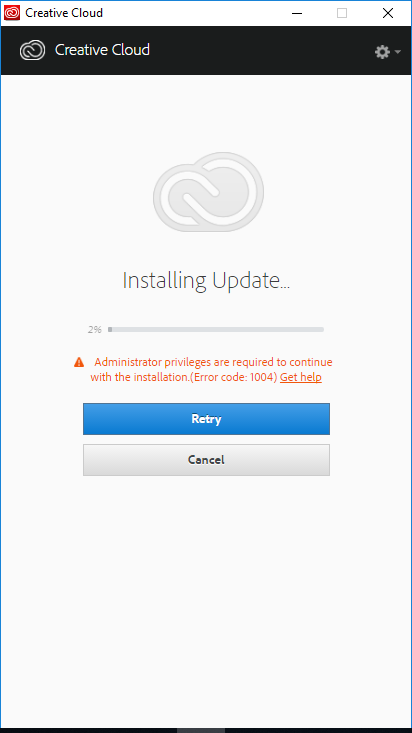 Creative Cloud
Creative Cloud
Installing Update...
2%
Administrator privileges are required to continue
with the installation.(Error code: 1004) Get help
Retry
Cancel